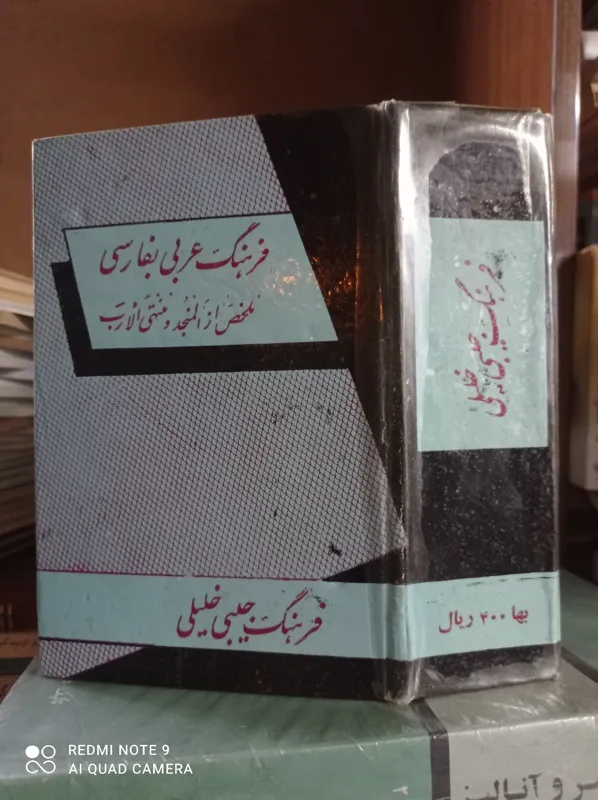 فرهنگ عربی بفارسی
ملخص از المنجد و منتهی الارب
فرهنگ جیبی خلیلی
فرهنگ جیبی خلیلی
بها ۴۰۰ ریال
و آنالیز
REDMI NOTE 9
AI QUAD CAMERA